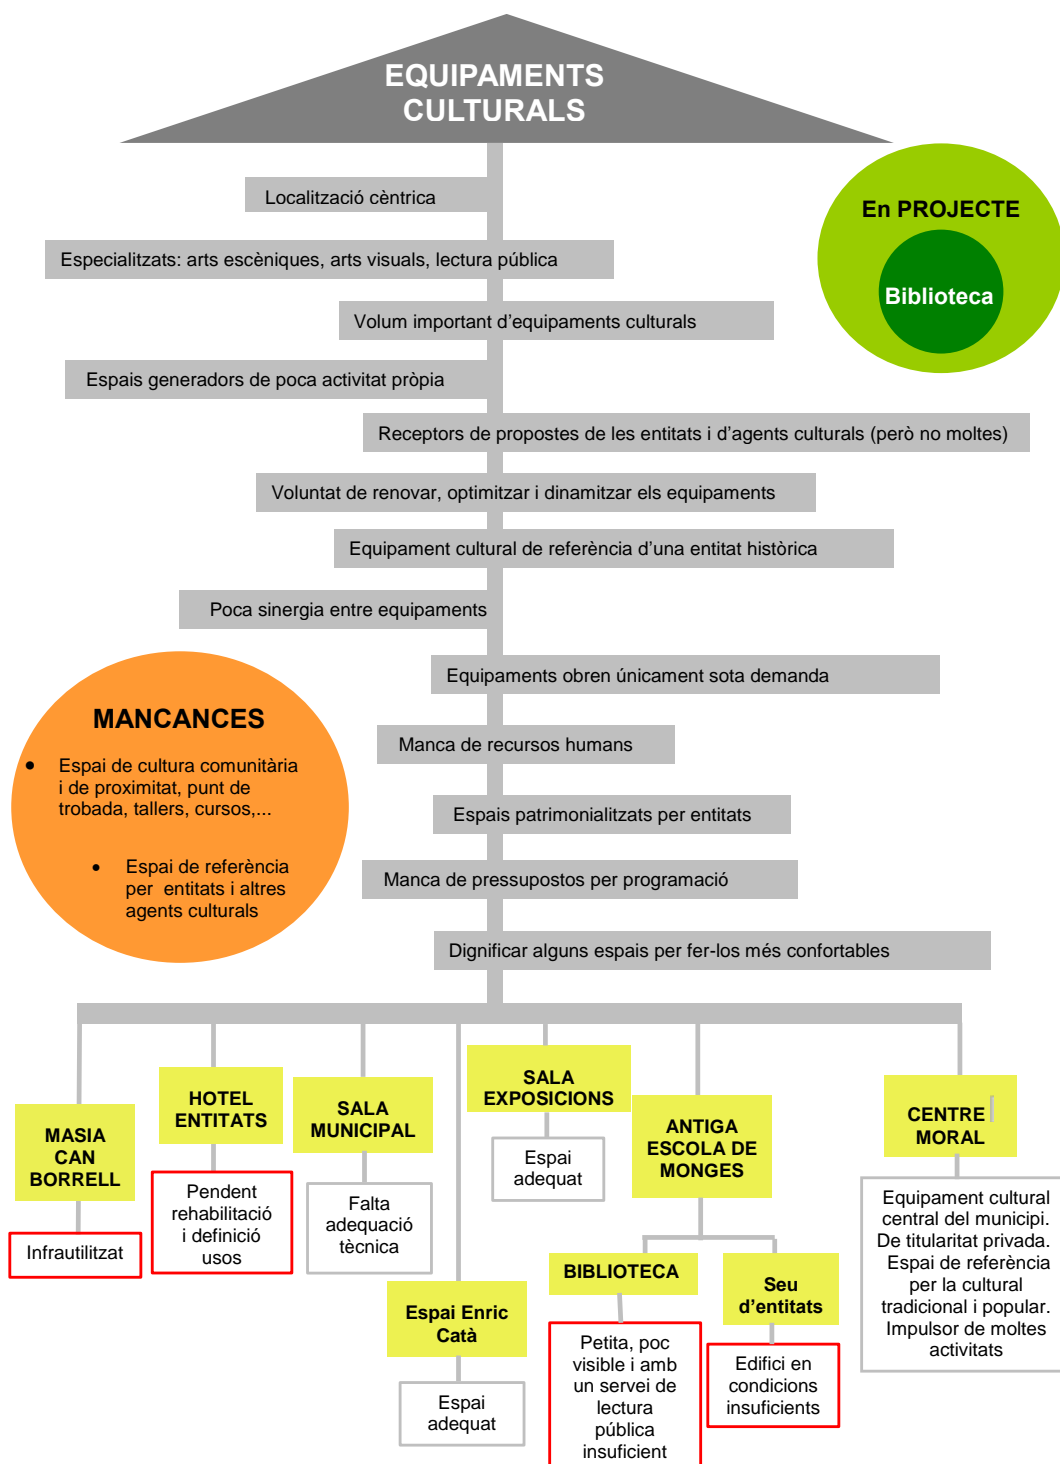 EQUIPAMENTS
CULTURALS
Localització cèntrica
En PROJECTE
Biblioteca
Especialitzats: arts escèniques, arts visuals, lectura pública
Volum important d'equipaments culturals
Espais generadors de poca activitat pròpia
Receptors de propostes de les entitats i d'agents culturals (però no moltes)
Voluntat de renovar, optimitzar i dinamitzar els equipaments
Equipament cultural de referència d'una entitat històrica
Poca sinergia entre equipaments
Equipaments obren únicament sota demanda
MANCANCES
• Espai de cultura comunitària
i de proximitat, punt de
trobada, tallers, cursos,...
• Espai de referència
per entitats i altres
agents culturals
Manca de recursos humans
Espais patrimonialitzats per entitats
Manca de pressupostos per programació
Dignificar alguns espais per fer-los més confortables
MASIA
CAN
BORRELL
Infrautilitzat
HOTEL
ENTITATS
Pendent
rehabilitació
i definició
usos
SALA
MUNICIPAL
Falta
adequació
tècnica
Espai Enric
Catà
Espai
adequat
SALA
EXPOSICIONS
Espai
adequat
ANTIGA
ESCOLA DE
MONGES
BIBLIOTECA
Petita, poc
visible i amb
un servei de
lectura
pública
insuficient
Seu
d'entitats
Edifici en
condicions
insuficients
CENTRE
MORAL
Equipament cultural
central del municipi.
De titularitat privada.
Espai de referència
per la cultural
tradicional i popular.
Impulsor de moltes
activitats